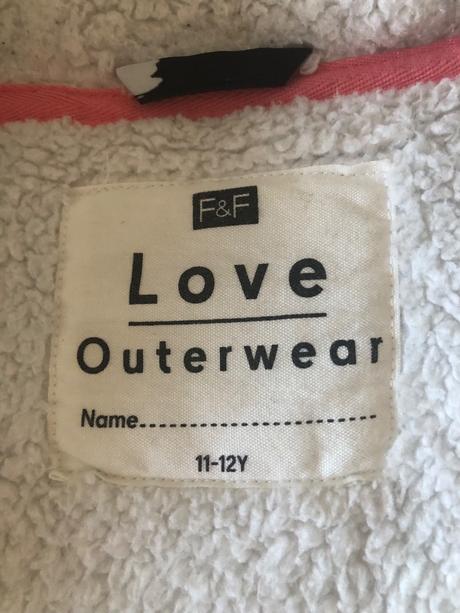 F&F
Love
Outerwear
Name.............................
11-12Y